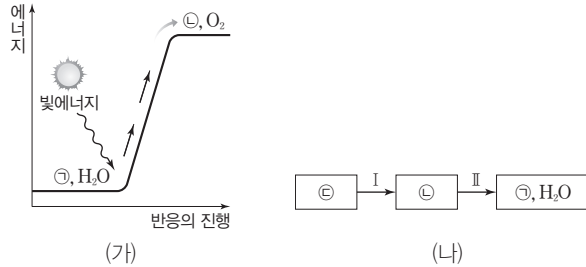 에너지
㉡, O₂
빛에너지
㉠, H₂O
반응의 진행
(가)
㉢
Ⅰ
㉡
Ⅱ
㉠, H₂O
(나)